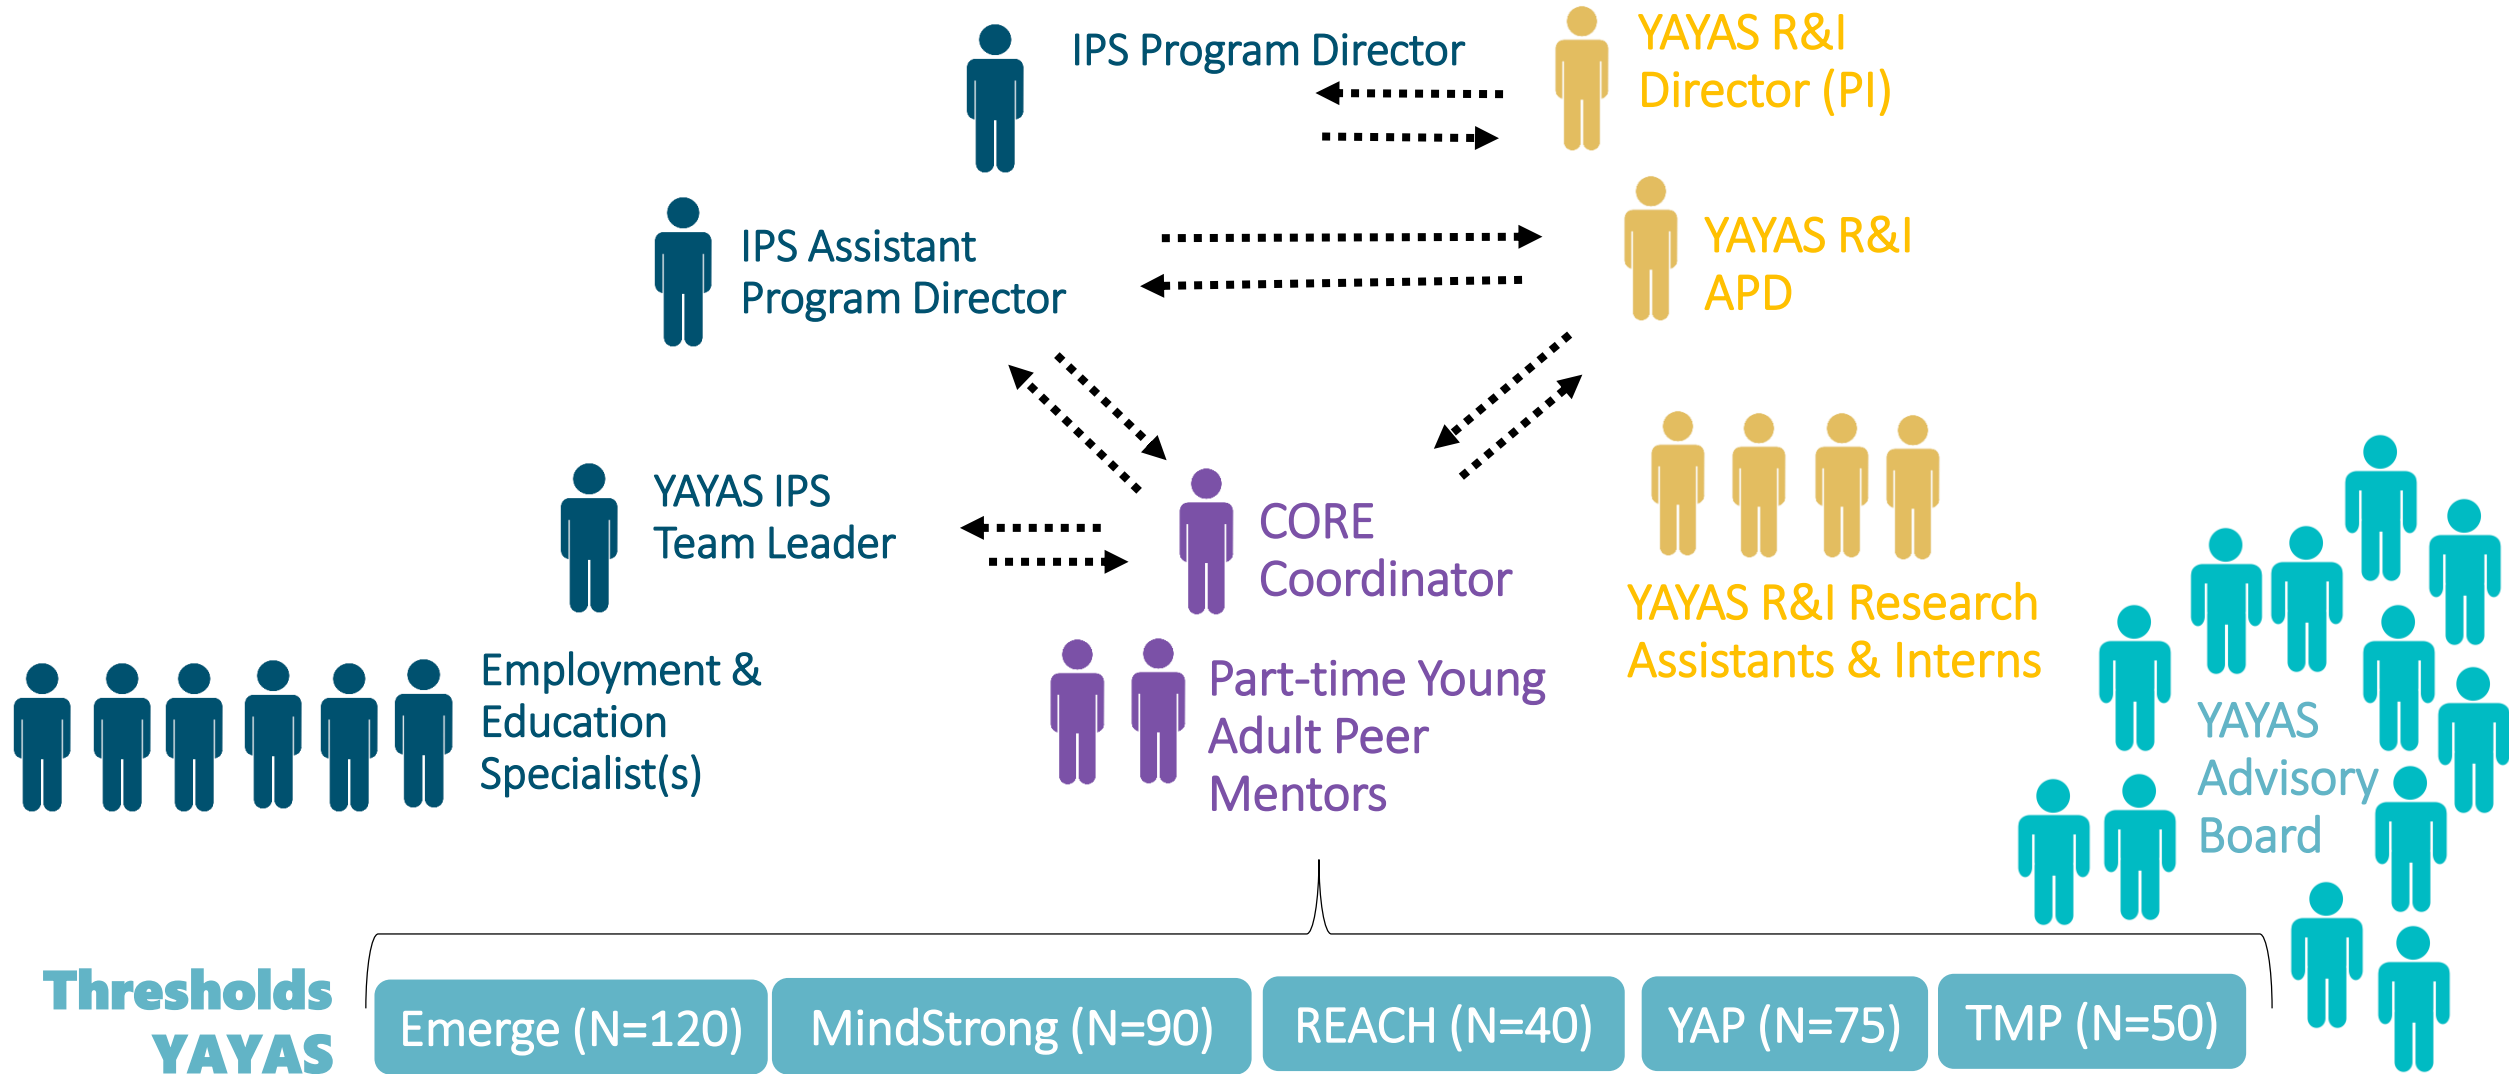 IPS Program Director
YAYAS R&I
Director (PI)
IPS Assistant
Program Director
YAYAS R&I
APD
YAYAS IPS
Team Leader
CORE
Coordinator
YAYAS R&I Research
Assistants & Interns
Employment &
Education
Specialist(s)
Part-time Young
Adult Peer
Mentors
YAYAS
Advisory
Board
Thresholds
YAYAS
Emerge (N=120)
MindStrong (N=90)
REACH (N=40)
YAP (N=75)
TMP (N=50)